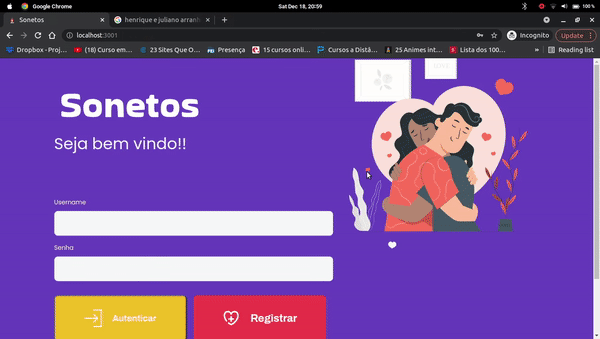 Google Chrome
Sat Dec 18, 20:59
100 %
Sonetos
henrique e juliano arranh
localhost:3001
Incognito
Update
Dropbox - Proj...
(18) Curso em...
23 Sites Que O...
PEI Presença
15 cursos onli...
Cursos a Distâ...
25 Animes int...
Lista dos 100...
»
Reading list
Sonetos
Seja bem vindo!!
Username
Senha
Autenticar
Registrar